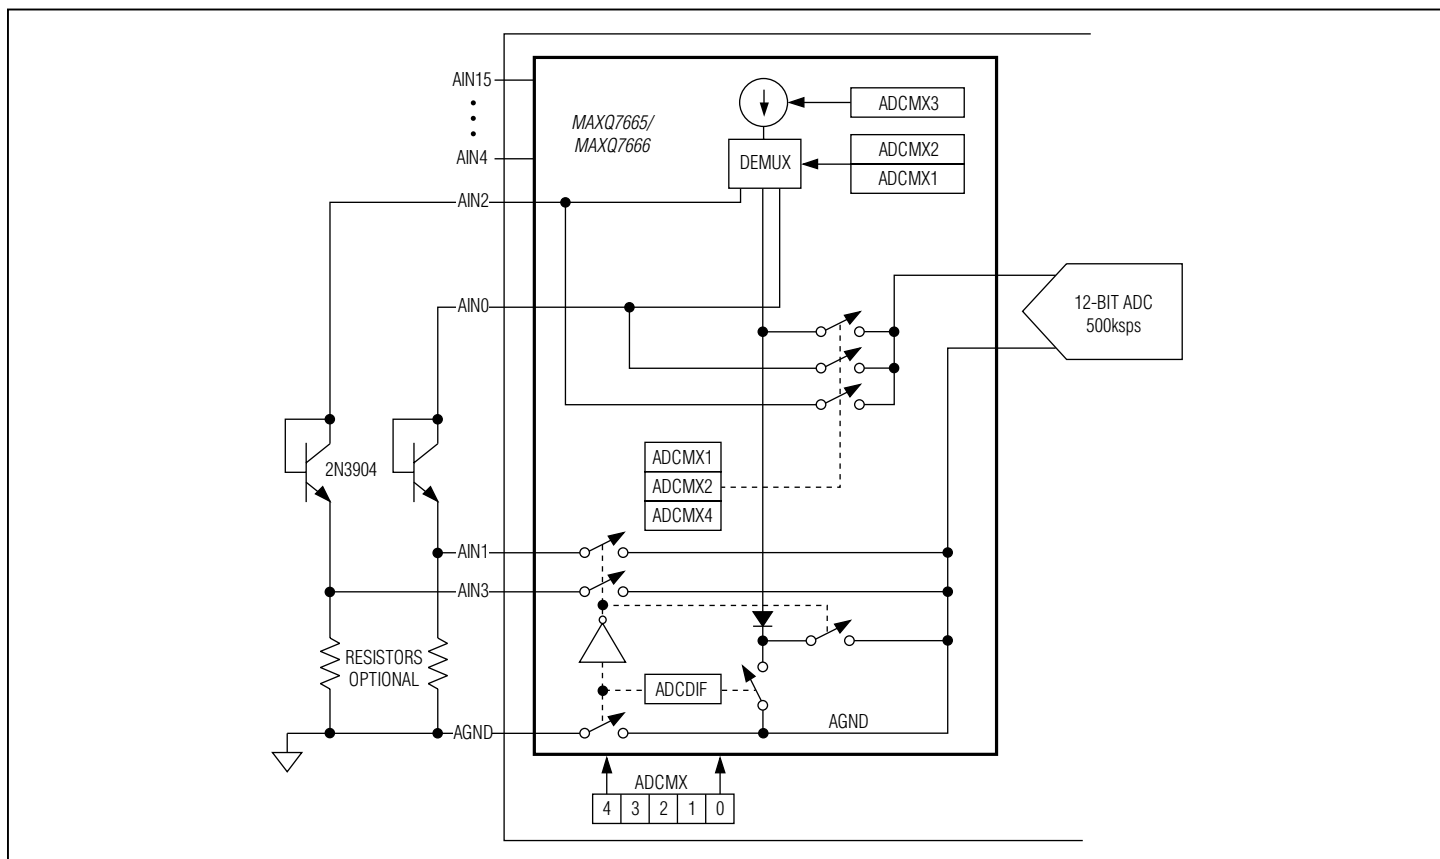 AIN15
MAXQ7665/
MAXQ7666
AIN4
AIN2
AIN0
ADCMX3
DEMUX
ADCMX2
ADCMX1
12-BIT ADC
500ksps
2N3904
ADCMX1
ADCMX2
ADCMX4
AIN1
AIN3
RESISTORS
OPTIONAL
ADCDIF
AGND
AGND
ADCMX
4 3 2 1 0